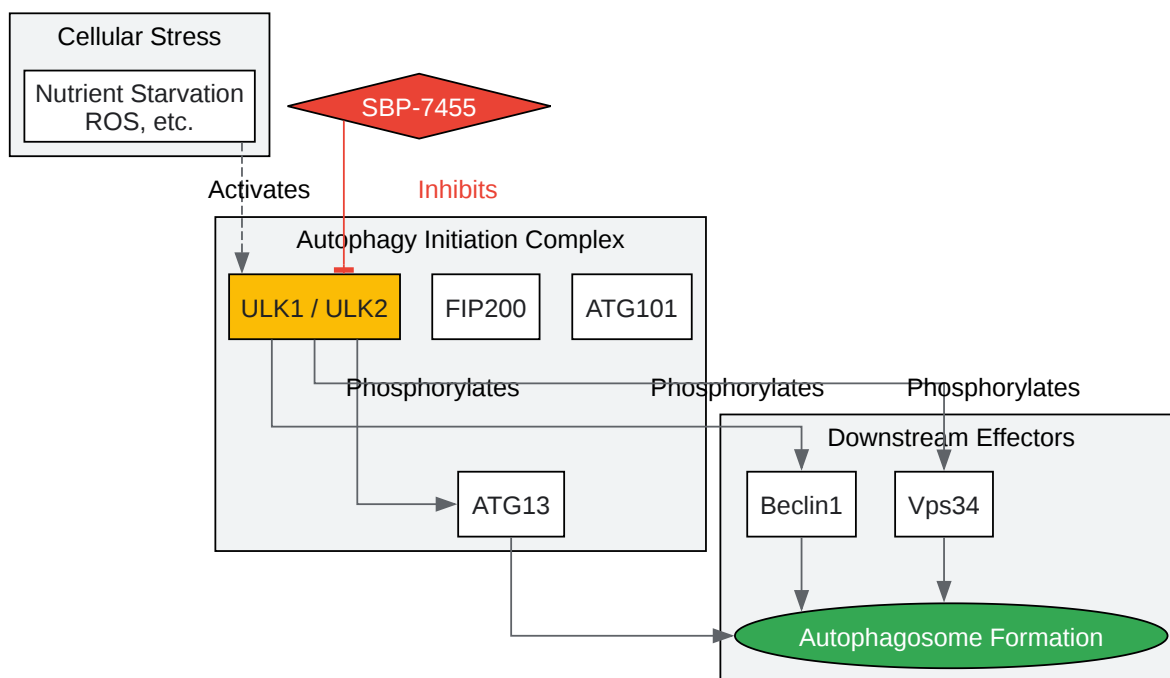 Cellular Stress
Nutrient Starvation
ROS, etc.
SBP-7455
Activates
Inhibits
Autophagy Initiation Complex
ULK1 / ULK2
FIP200
ATG101
Phosphorylates
Phosphorylates
Phosphorylates
Downstream Effectors
ATG13
Beclin1
Vps34
Autophagosome Formation